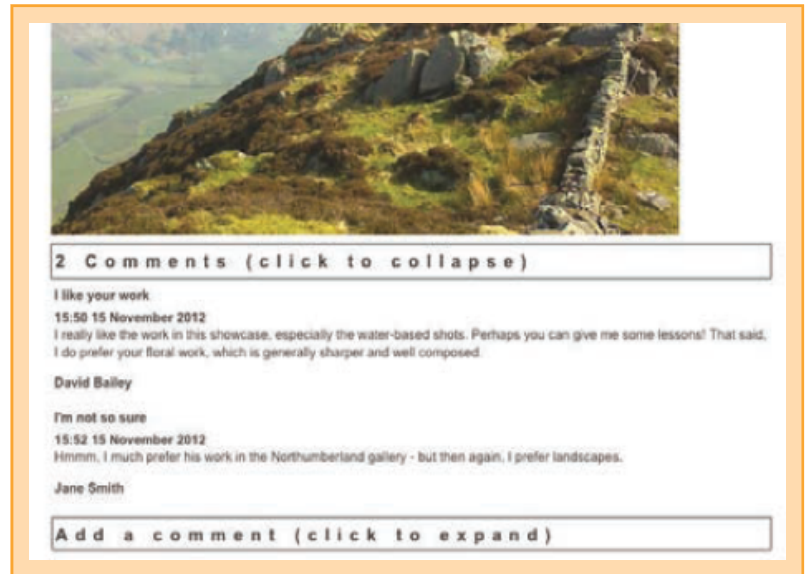 2 Comments (click to collapse)
I like your work
15:50 15 November 2012
I really like the work in this showcase, especially the water-based shots. Perhaps you can give me some lessons! That said,
I do prefer your floral work, which is generally sharper and well composed.
David Bailey
I'm not so sure
15:52 15 November 2012
Hmmm, I much prefer his work in the Northumberland gallery - but then again, I prefer landscapes.
Jane Smith
Add a comment (click to expand)